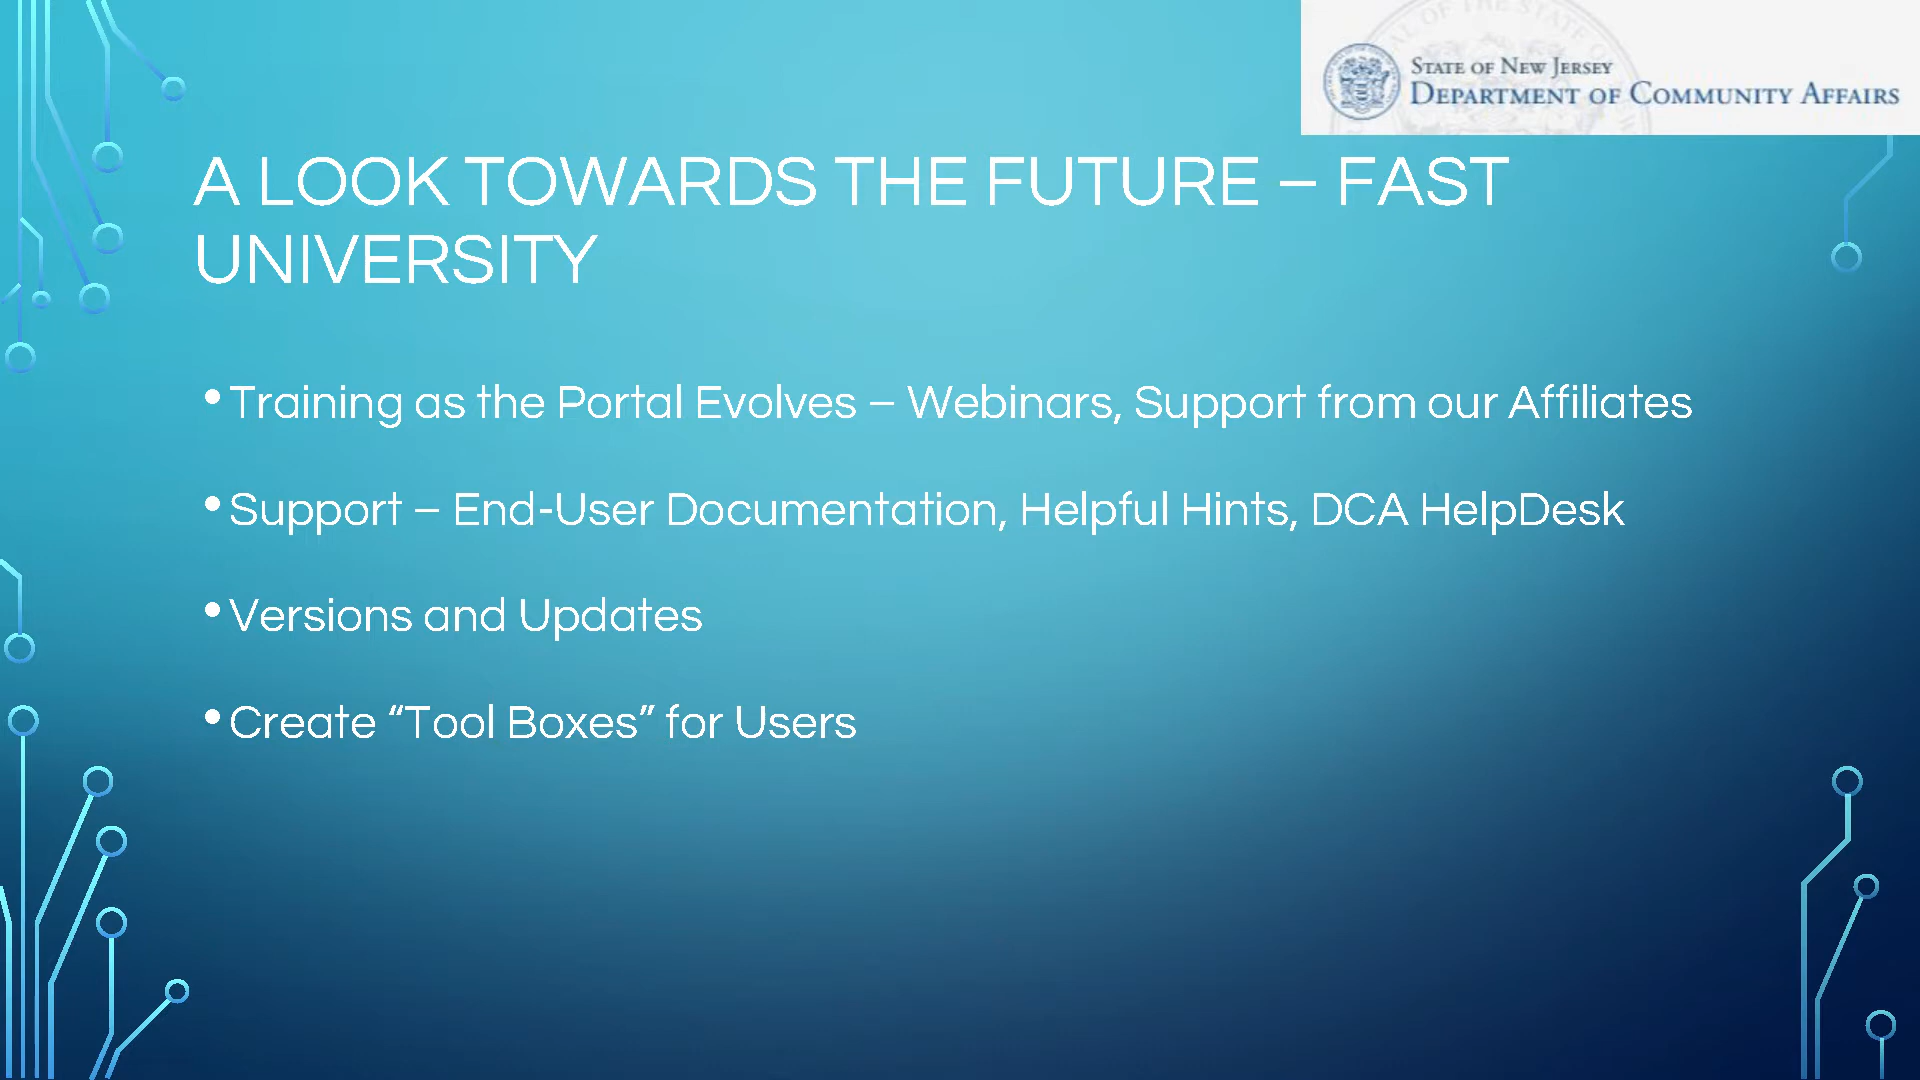 STATE OF NEW JERSEY
DEPARTMENT OF COMMUNITY AFFAIRS
A LOOK TOWARDS THE FUTURE – FAST
UNIVERSITY
• Training as the Portal Evolves – Webinars, Support from our Affiliates
• Support – End-User Documentation, Helpful Hints, DCA HelpDesk
• Versions and Updates
• Create “Tool Boxes” for Users